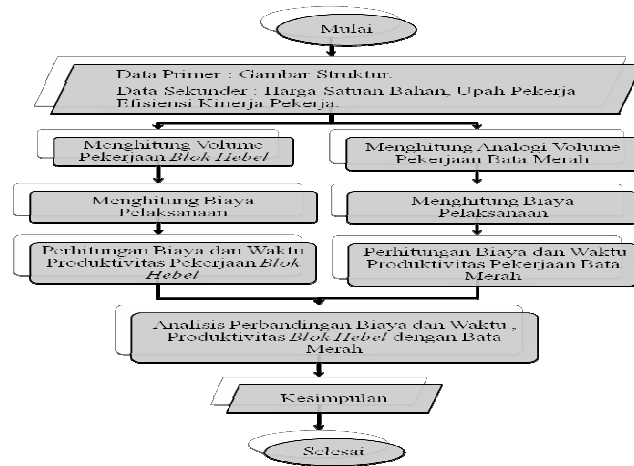 Mulai
Data Primer : Gambar Struktur.
Data Sekunder : Harga Satuan Bahan, Upah Pekerja
Efisiensi Kinerja Pekerja.
Menghitung Volume
Pekerjaan Blok Hebel
Menghitung Analogi Volume
Pekerjaan Bata Merah
Menghitung Biaya
Pelaksanaan
Menghitung Biaya
Pelaksanaan
Perhitungan Biaya dan Waktu
Produktivitas Pekerjaan Blok
Hebel
Perhitungan Biaya dan Waktu
Produktivitas Pekerjaan Bata
Merah
Analisis Perbandingan Biaya dan Waktu ,
Produktivitas Blok Hebel dengan Bata
Merah
Kesimpulan
Selesai